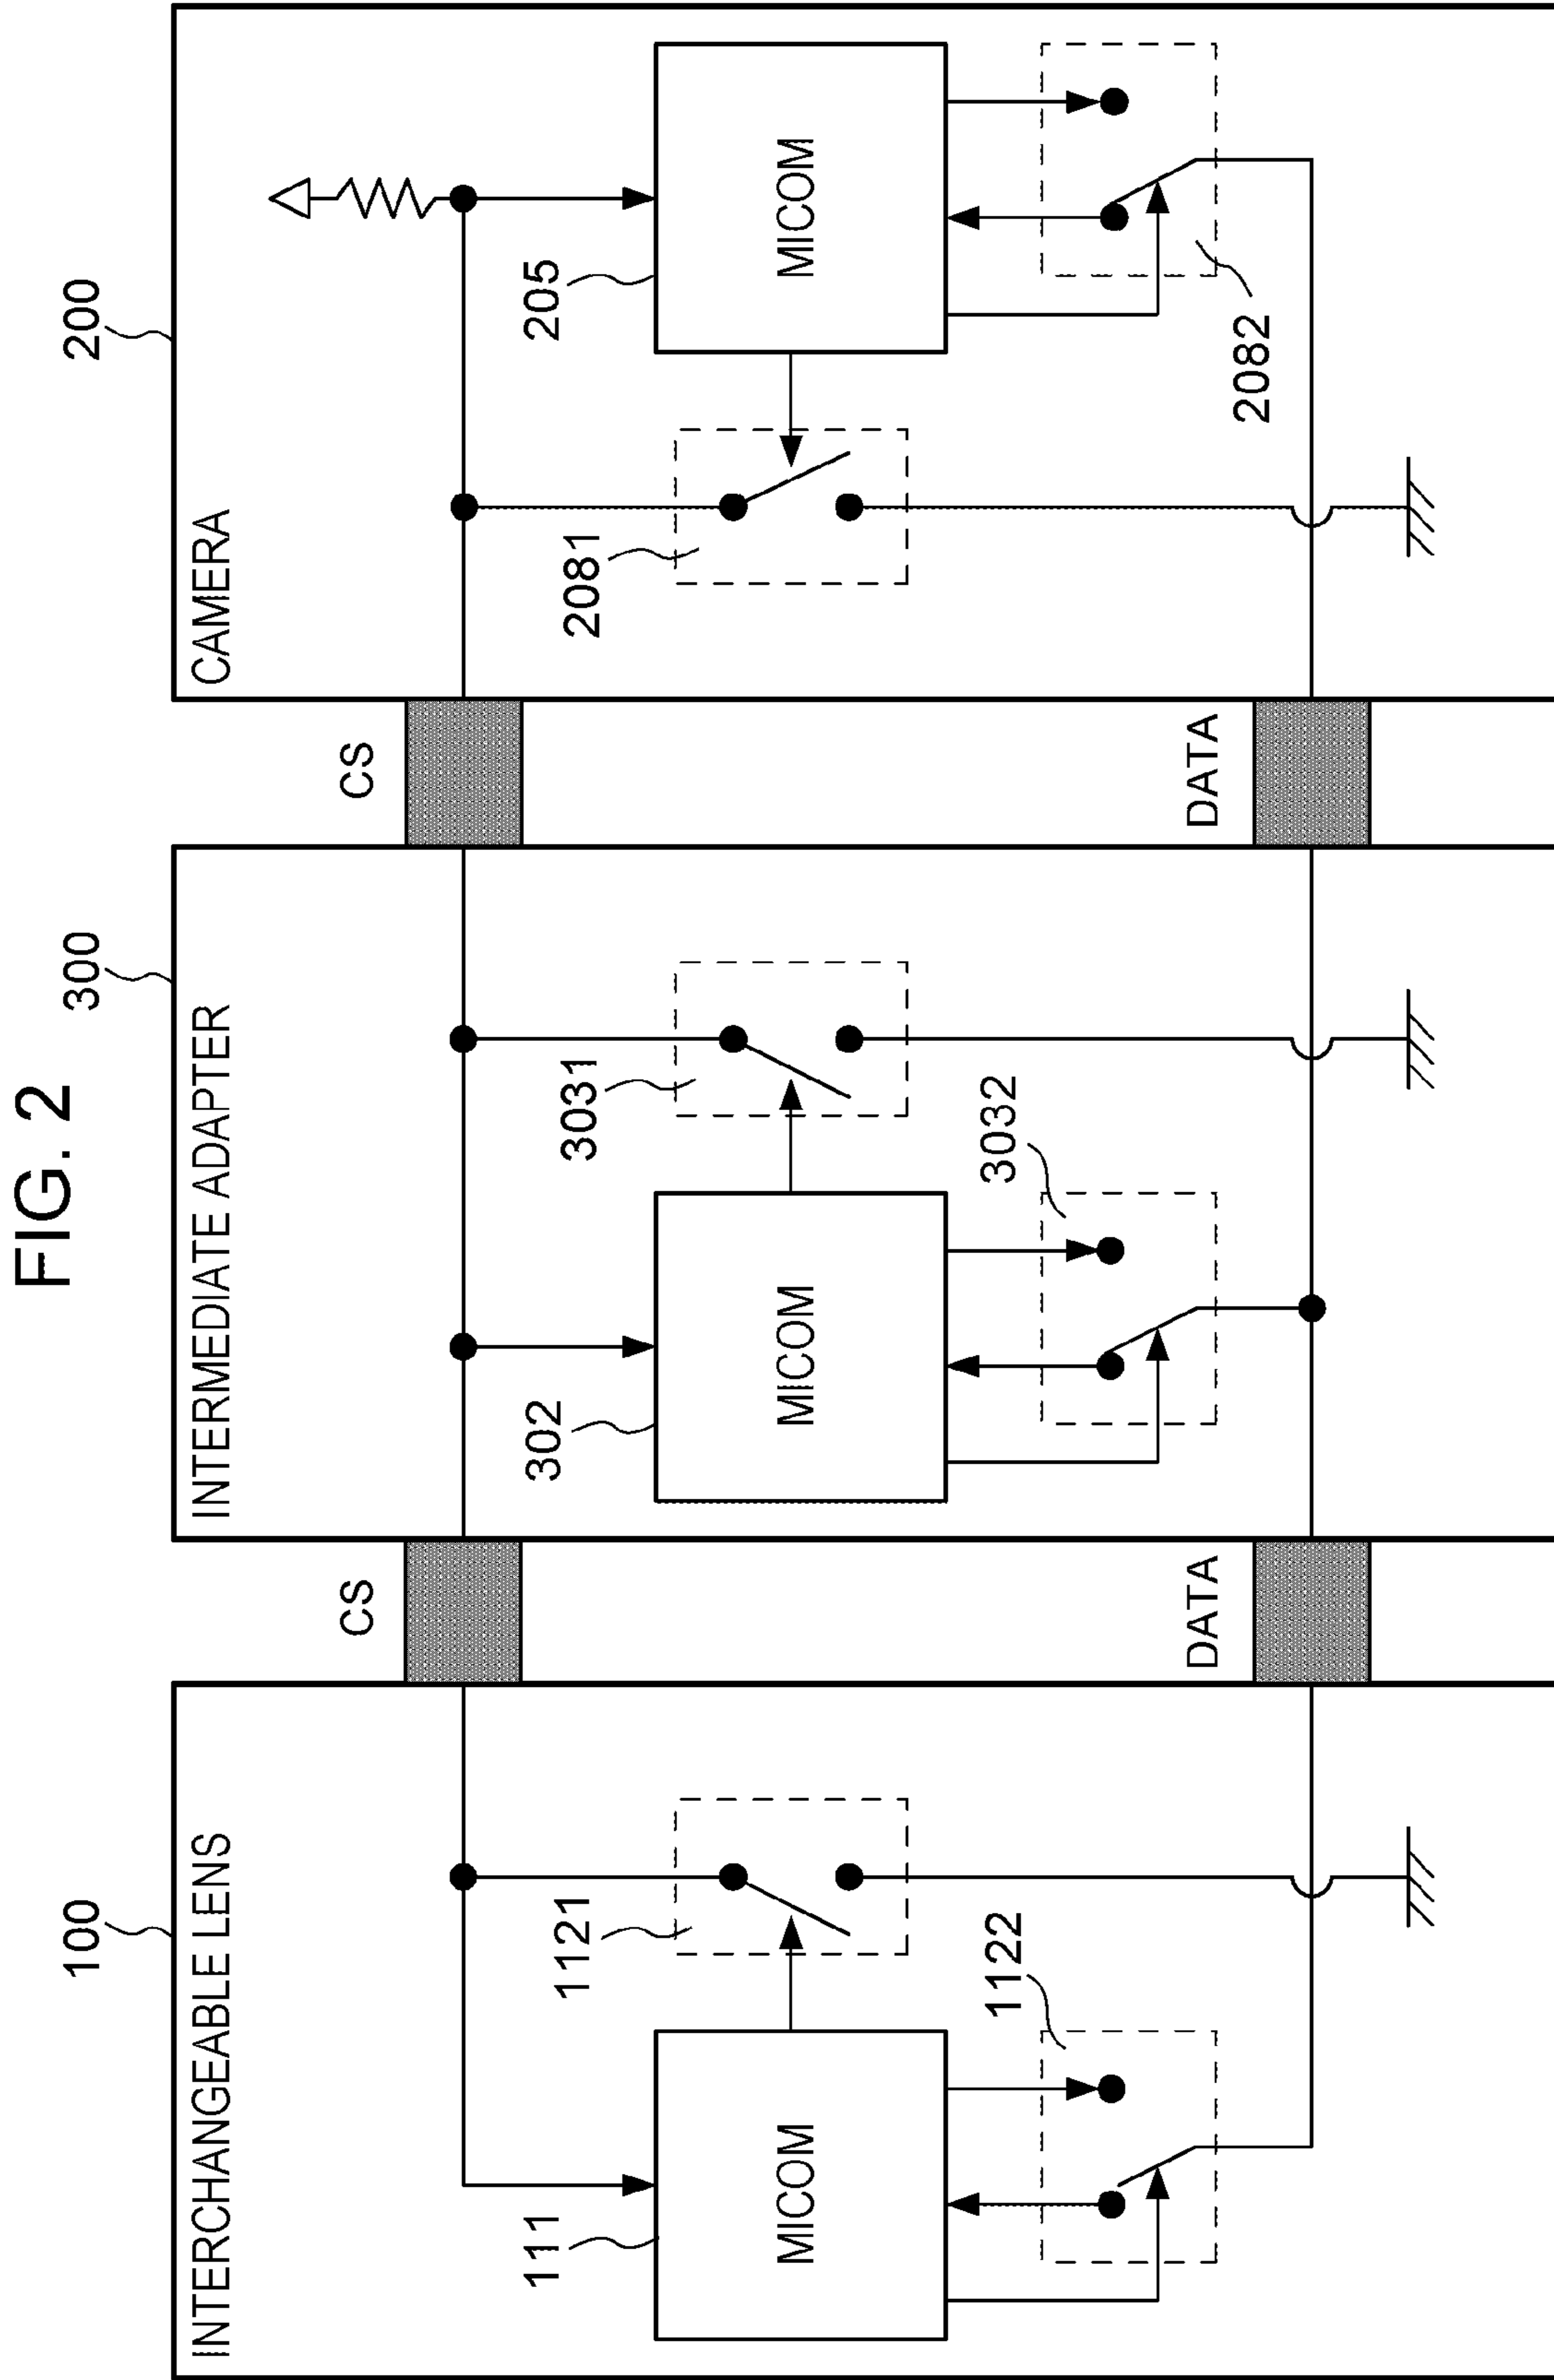 FIG. 2
100
300
200
INTERCHANGEABLE LENS
INTERMEDIATE ADAPTER
CAMERA
CS
CS
111
1121
302
3031
2081
205
MICOM
MICOM
MICOM
1122
3032
2082
DATA
DATA